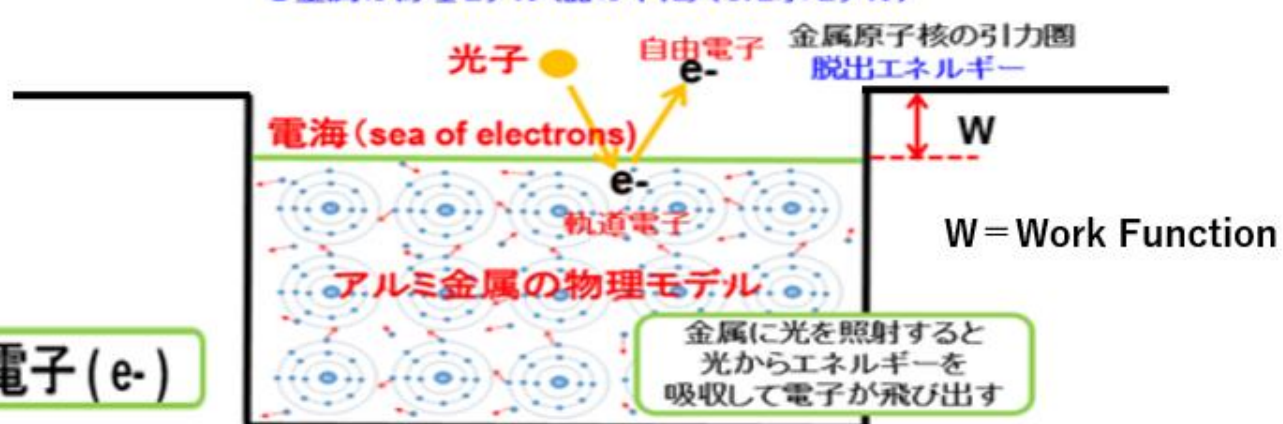 光子
自由電子
e-
金属原子核の引力圏
脱出エネルギー
電海(sea of electrons)
W
e-
軌道電子
W=Work Function
アルミ金属の物理モデル
電子(e-)
金属に光を照射すると
光からエネルギーを
吸収して電子が飛び出す